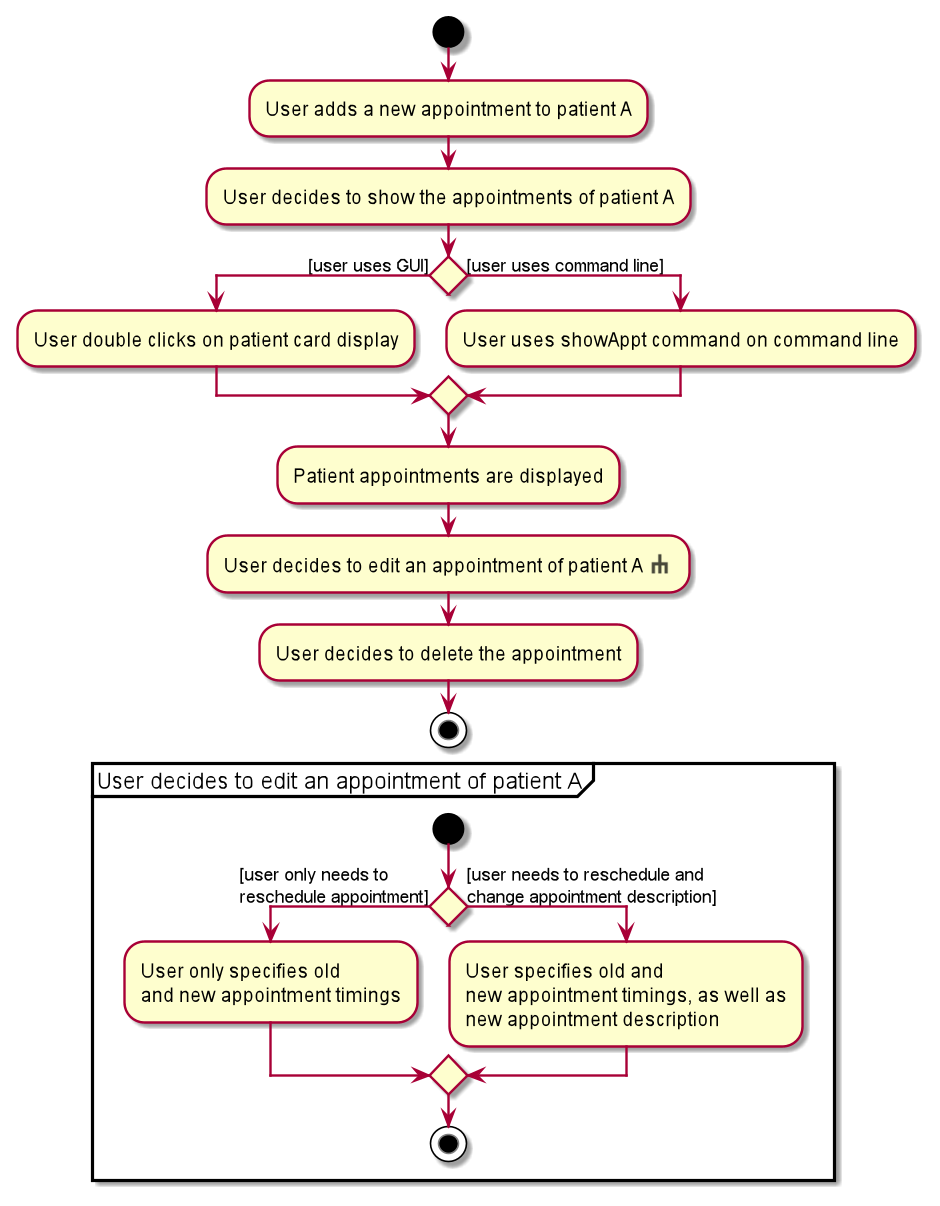 User adds a new appointment to patient A
User decides to show the appointments of patient A
[user uses GUI]
[user uses command line]
User double clicks on patient card display
User uses showAppt command on command line
Patient appointments are displayed
User decides to edit an appointment of patient A
User decides to delete the appointment
User decides to edit an appointment of patient A
[user only needs to
reschedule appointment]
[user needs to reschedule and
change appointment description]
User only specifies old
and new appointment timings
User specifies old and
new appointment timings, as well as
new appointment description